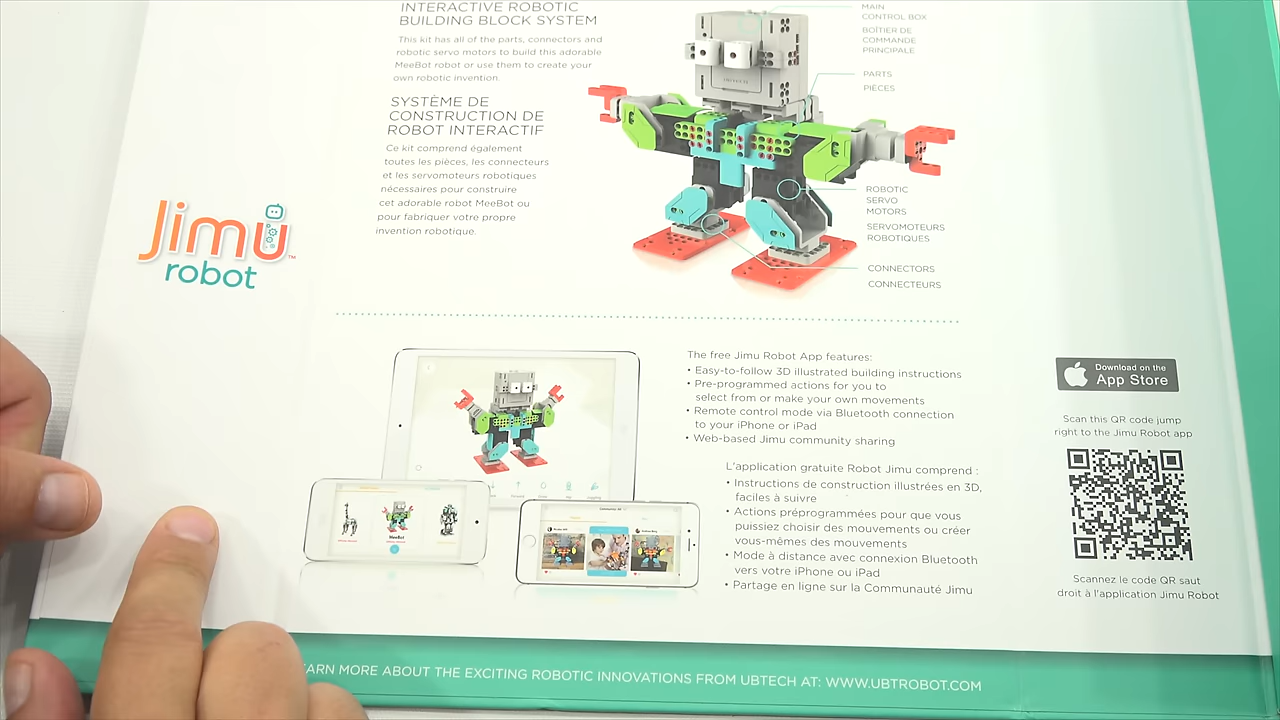 INTERACTIVE ROBOTIC
BUILDING BLOCK SYSTEM
This kit has all of the parts, connectors and
robotic servo motors to build this adorable
MeeBot robot or use them to create your
own robotic invention.
SYSTÈME DE
CONSTRUCTION DE
ROBOT INTERACTIF
Ce kit comprend également
toutes les pièces, les connecteurs
et les servomoteurs robotiques
nécessaires pour construire
cet adorable robot MeeBot ou
pour fabriquer votre propre
invention robotique.
MAIN
CONTROL BOX
BOÎTIER DE
COMMANDE
PRINCIPALE
PARTS
PIÈCES
UBTECH
ROBOTIC
SERVO
MOTORS
SERVOMOTEURS
ROBOTIQUES
CONNECTORS
CONNECTEURS
Jimu™
robot
The free Jimu Robot App features:
• Easy-to-follow 3D illustrated building instructions
• Pre-programmed actions for you to
select from or make your own movements
• Remote control mode via Bluetooth connection
to your iPhone or iPad
• Web-based Jimu community sharing
L'application gratuite Robot Jimu comprend :
• Instructions de construction illustrées en 3D,
faciles à suivre
• Actions préprogrammées pour que vous
puissiez choisir des mouvements ou créer
vous-mêmes des mouvements
• Mode à distance avec connexion Bluetooth
vers votre iPhone ou iPad
• Partage en ligne sur la Communauté Jimu
MeeBot
Download on the
App Store
Scan this QR code jump
right to the Jimu Robot app
Scannez le code QR saut
droit à l'application Jimu Robot
ARN MORE ABOUT THE EXCITING ROBOTIC INNOVATIONS FROM UBTECH AT: WWW.UBTROBOT.COM